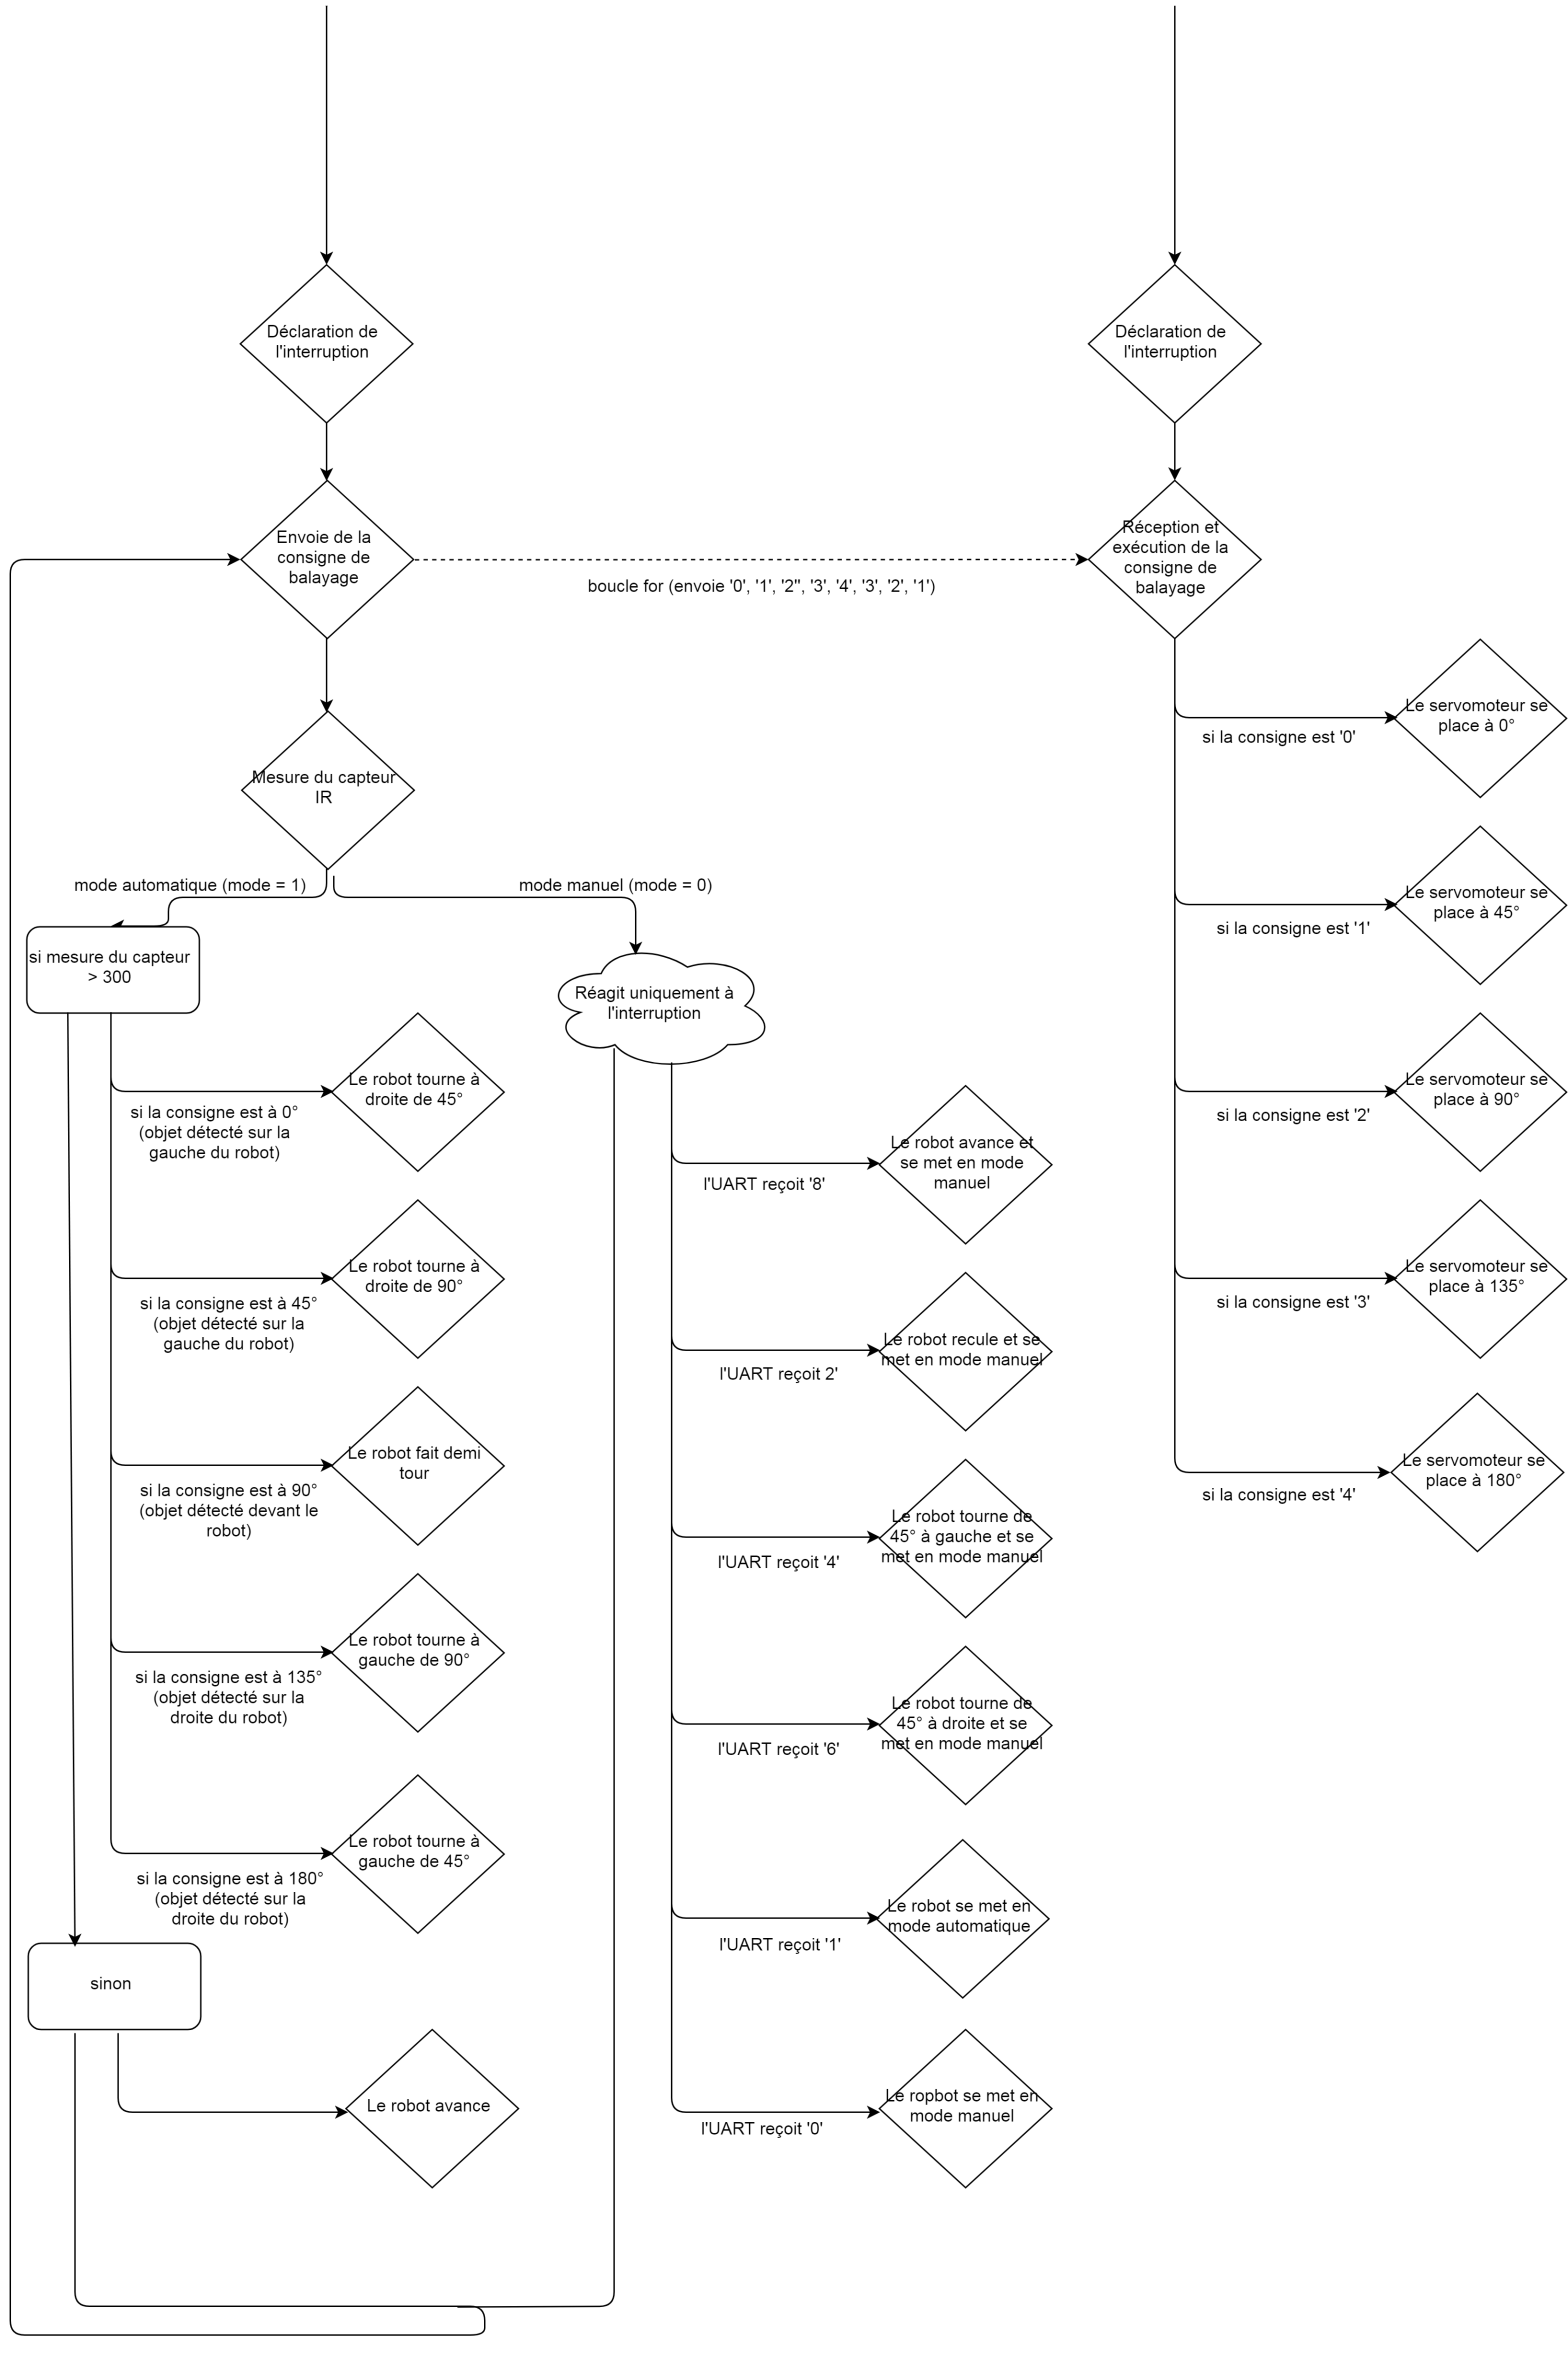 Déclaration de
l'interruption
Déclaration de
l'interruption
Envoie de la
consigne de
balayage
boucle for (envoie '0', '1', '2", '3', '4', '3', '2', '1')
Réception et
exécution de la
consigne de
balayage
Mesure du capteur
IR
mode automatique (mode = 1)
mode manuel (mode = 0)
si mesure du capteur
> 300
Le robot tourne à
droite de 45°
si la consigne est à 0°
(objet détecté sur la
gauche du robot)
Le robot tourne à
droite de 90°
si la consigne est à 45°
(objet détecté sur la
gauche du robot)
Le robot fait demi
tour
si la consigne est à 90°
(objet détecté devant le
robot)
Le robot tourne à
gauche de 90°
si la consigne est à 135°
(objet détecté sur la
droite du robot)
Le robot tourne à
gauche de 45°
si la consigne est à 180°
(objet détecté sur la
droite du robot)
sinon
Le robot avance
Réagit uniquement à
l'interruption
Le robot avance et
se met en mode
manuel
l'UART reçoit '8'
Le robot recule et se
met en mode manuel
l'UART reçoit 2'
Le robot tourne de
45° à gauche et se
met en mode manuel
l'UART reçoit '4'
Le robot tourne de
45° à droite et se
met en mode manuel
l'UART reçoit '6'
Le robot se met en
mode automatique
l'UART reçoit '1'
Le ropbot se met en
mode manuel
l'UART reçoit '0'
Le servomoteur se
place à 0°
si la consigne est '0'
Le servomoteur se
place à 45°
si la consigne est '1'
Le servomoteur se
place à 90°
si la consigne est '2'
Le servomoteur se
place à 135°
si la consigne est '3'
Le servomoteur se
place à 180°
si la consigne est '4'